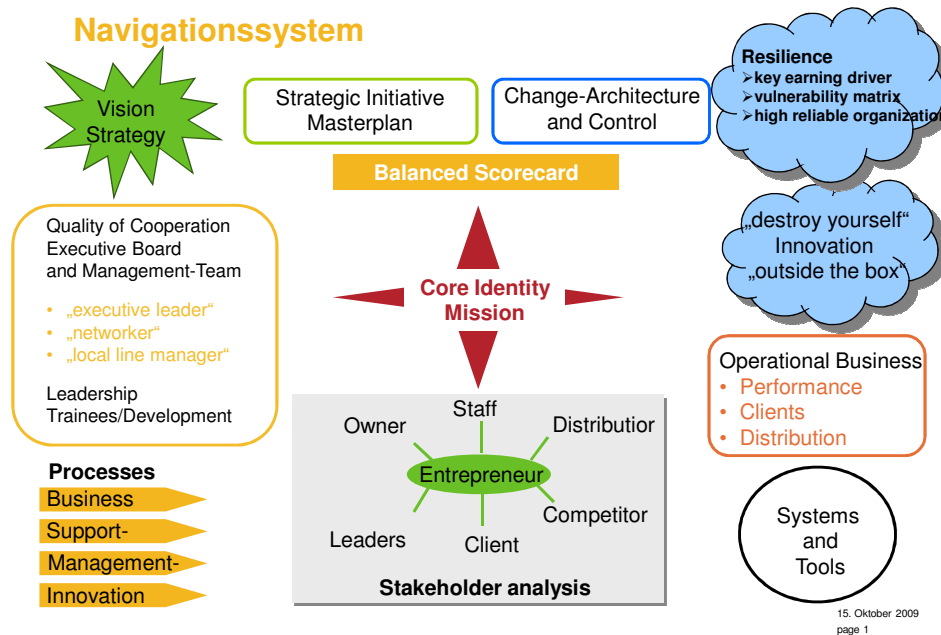 Navigationssystem
Vision
Strategy
Strategic Initiative
Masterplan
Change-Architecture
and Control
Resilience
➢key earning driver
➢vulnerability matrix
➢high reliable organization
Balanced Scorecard
Quality of Cooperation
Executive Board
and Management-Team
• „executive leader“
• „networker“
• „local line manager“
Leadership
Trainees/Development
Core Identity
Mission
„destroy yourself“
Innovation
„outside the box“
Operational Business
• Performance
• Clients
• Distribution
Processes
Business
Support-
Management-
Innovation
Staff
Owner
Distributior
Entrepreneur
Competitor
Leaders
Client
Stakeholder analysis
Systems
and
Tools
15. Oktober 2009
page 1